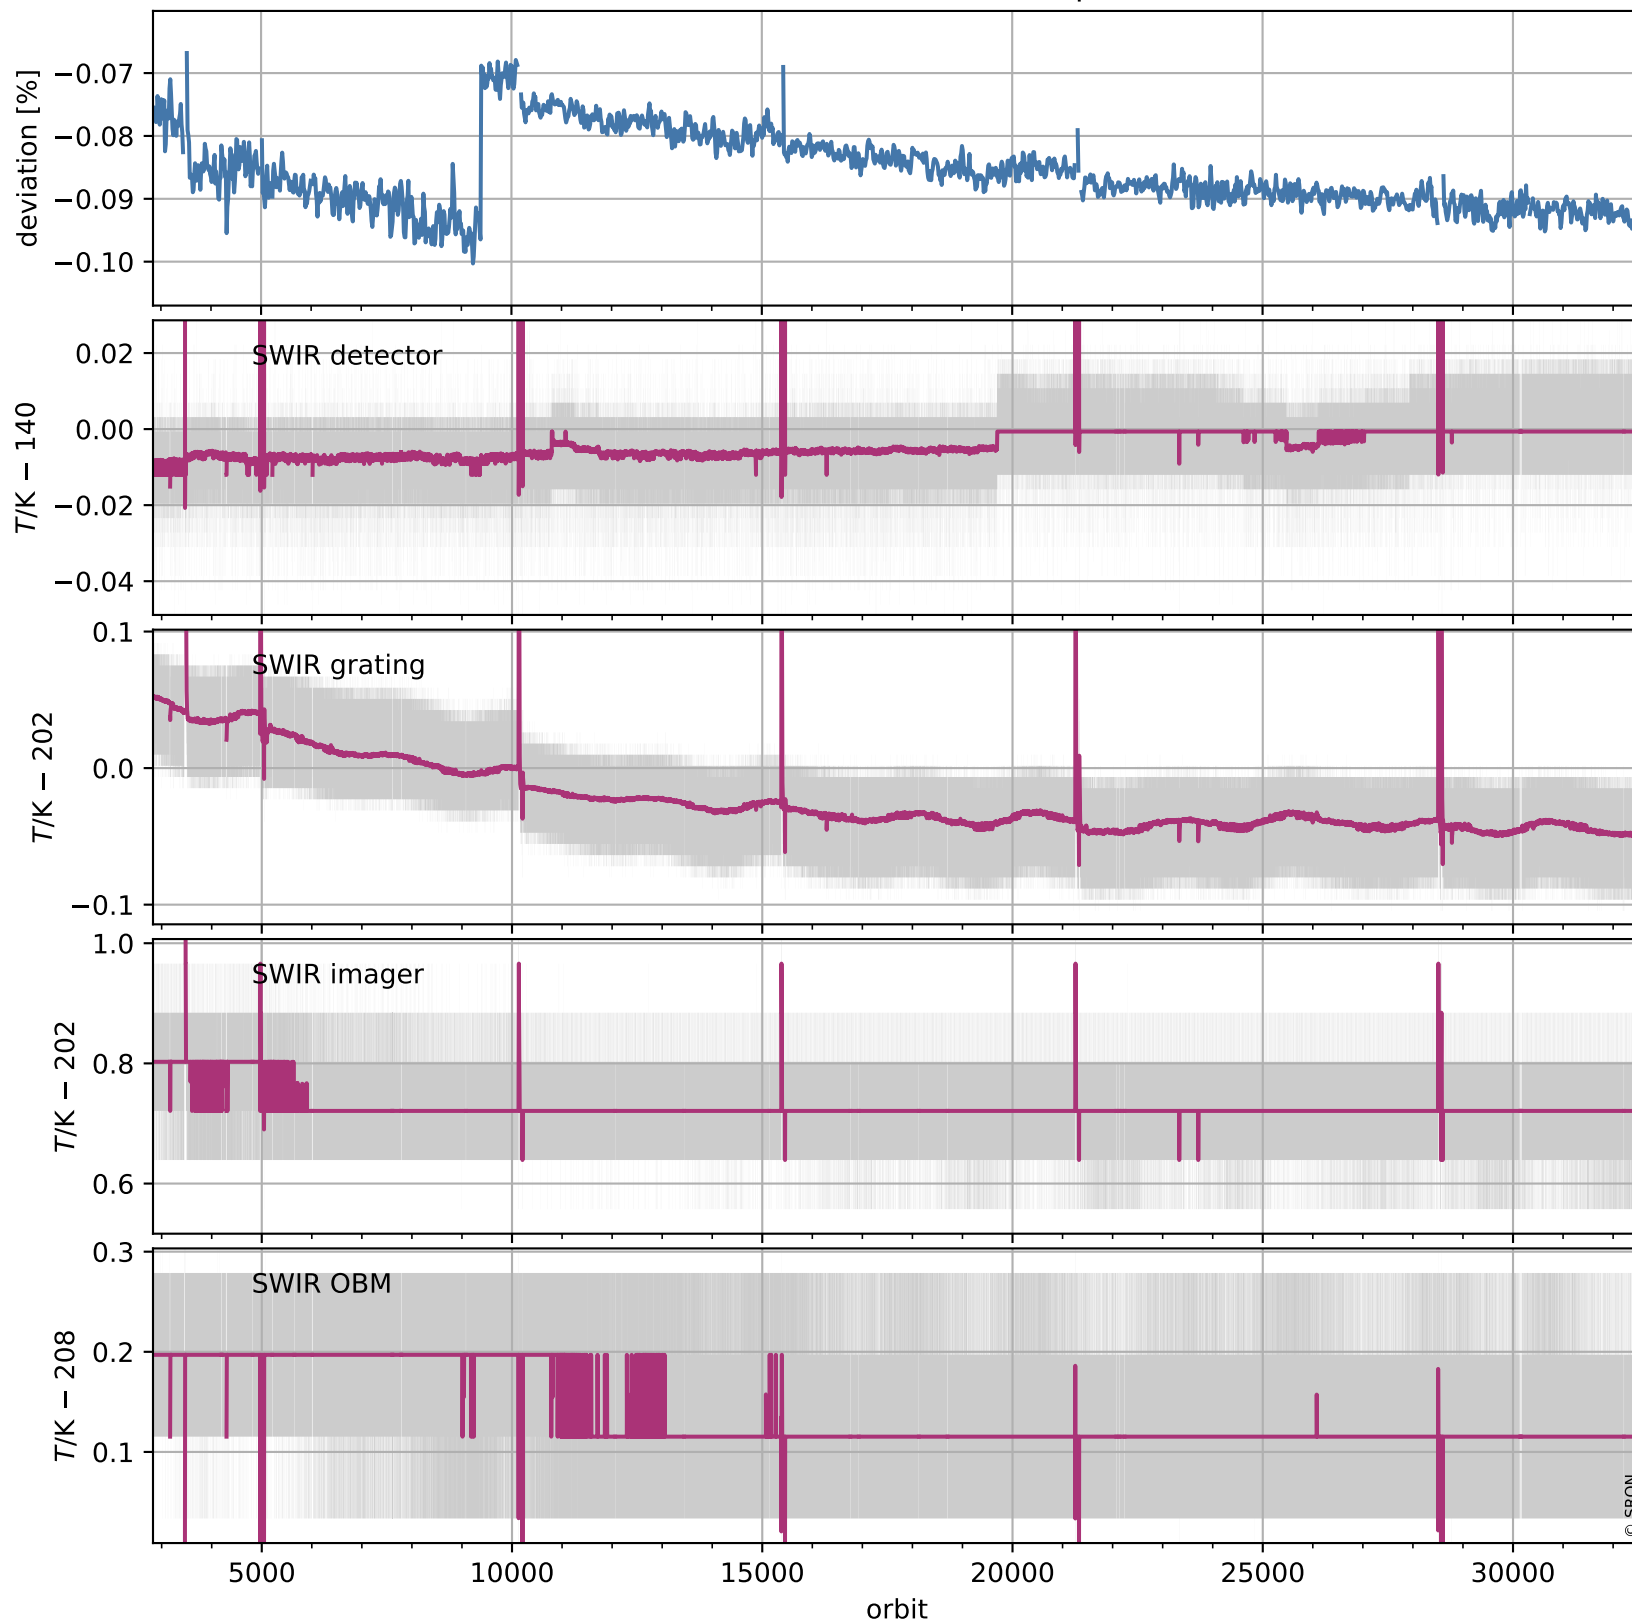 deviation [%]
−0.07
−0.08
−0.09
−0.10
SWIR detector
T/K − 140
0.02
0.00
−0.02
−0.04
SWIR grating
T/K − 202
0.1
0.0
−0.1
SWIR imager
T/K − 202
1.0
0.8
0.6
SWIR OBM
T/K − 208
0.3
0.2
0.1
© SRON
5000 10000 15000 20000 25000 30000
orbit